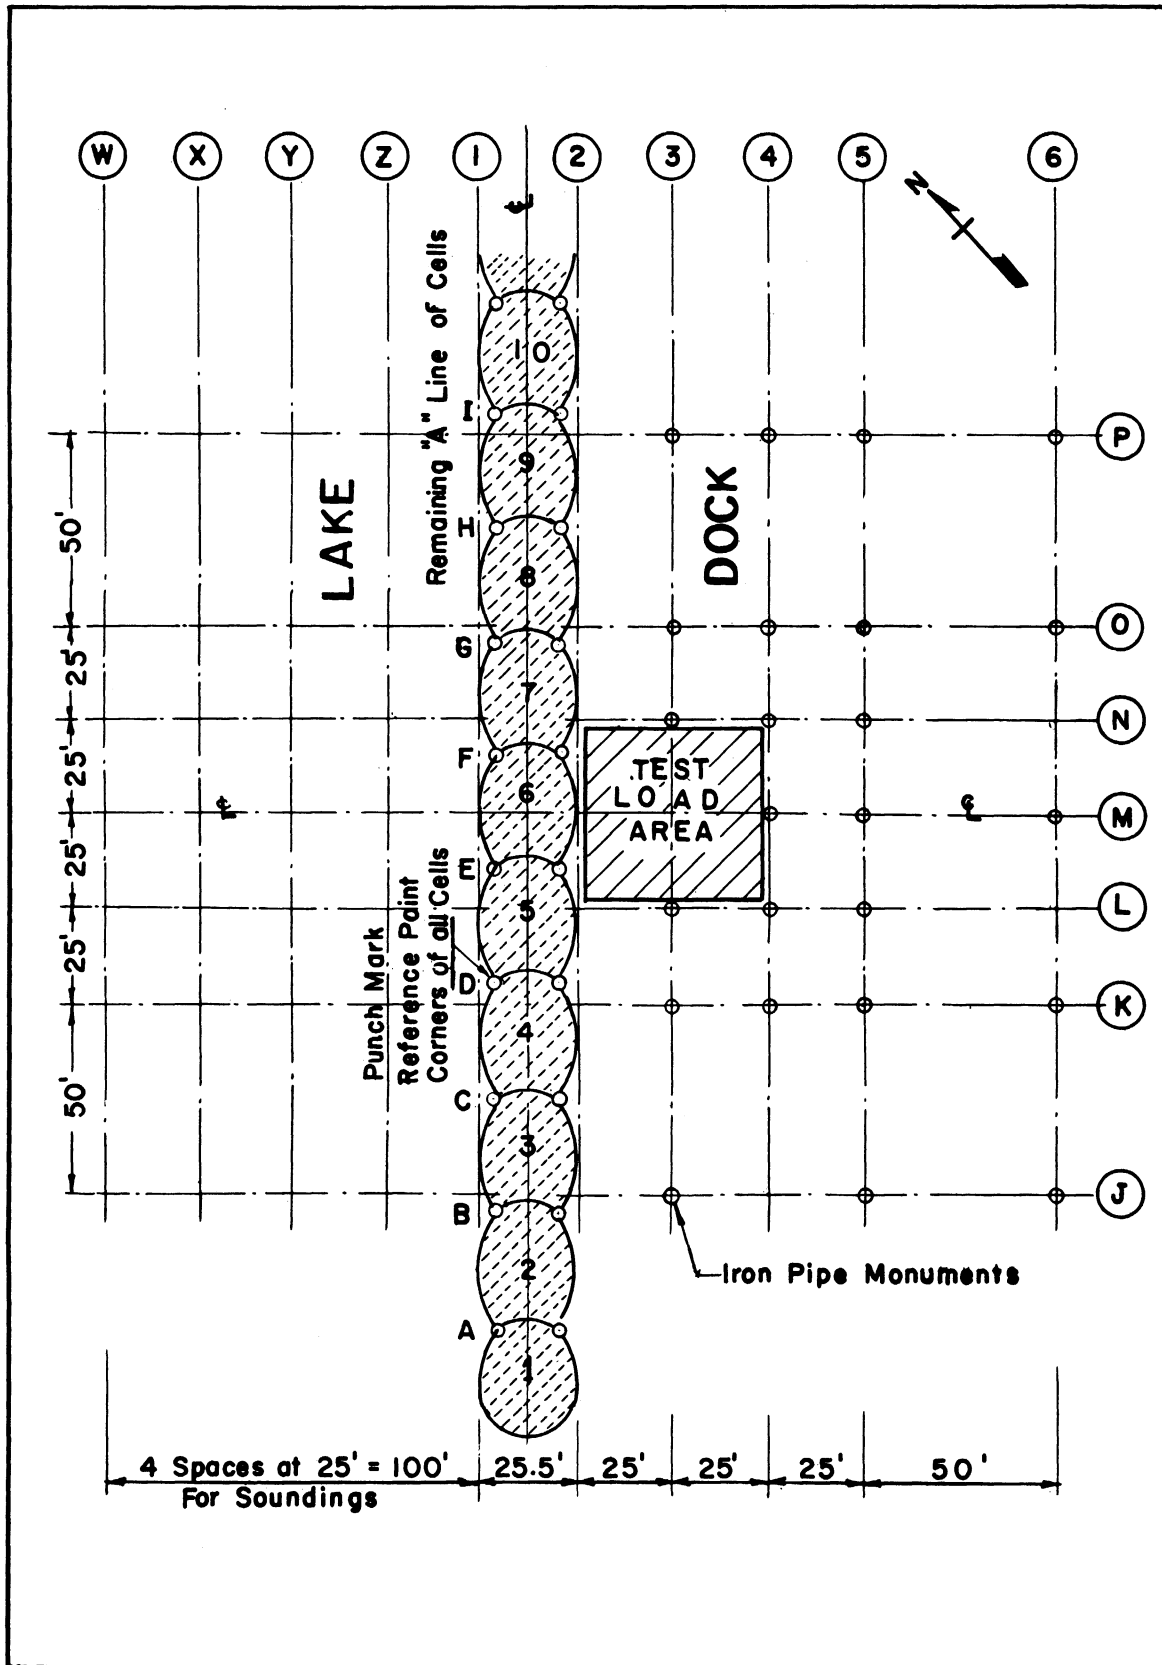 W X Y Z 1 2 3 4 5 6
N
℄
Remaining "A" Line of Cells
LAKE
DOCK
10
9
8
7
6
5
4
3
2
1
I
H
G
F
E
D
C
B
A
P
O
N
M
L
K
J
50'
25'
25'
25'
25'
50'
℄
℄
TEST
LOAD
AREA
Punch Mark
Reference Point
Corners of all Cells
Iron Pipe Monuments
4 Spaces at 25' = 100' 25.5' 25' 25' 25' 50'
For Soundings